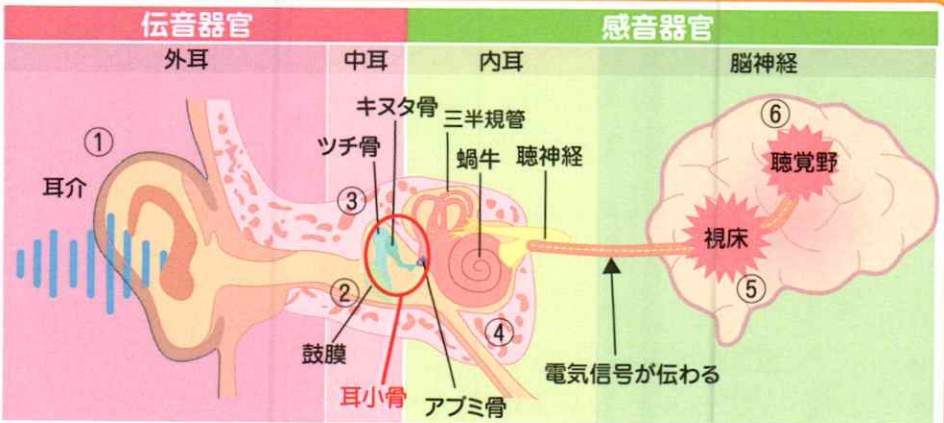 伝音器官
感音器官
外耳
中耳
内耳
脳神経
キヌタ骨
三半規管
⑥
①
ツチ骨
蝸牛
聴神経
聴覚野
耳介
③
視床
②
④
⑤
鼓膜
電気信号が伝わる
耳小骨
アブミ骨